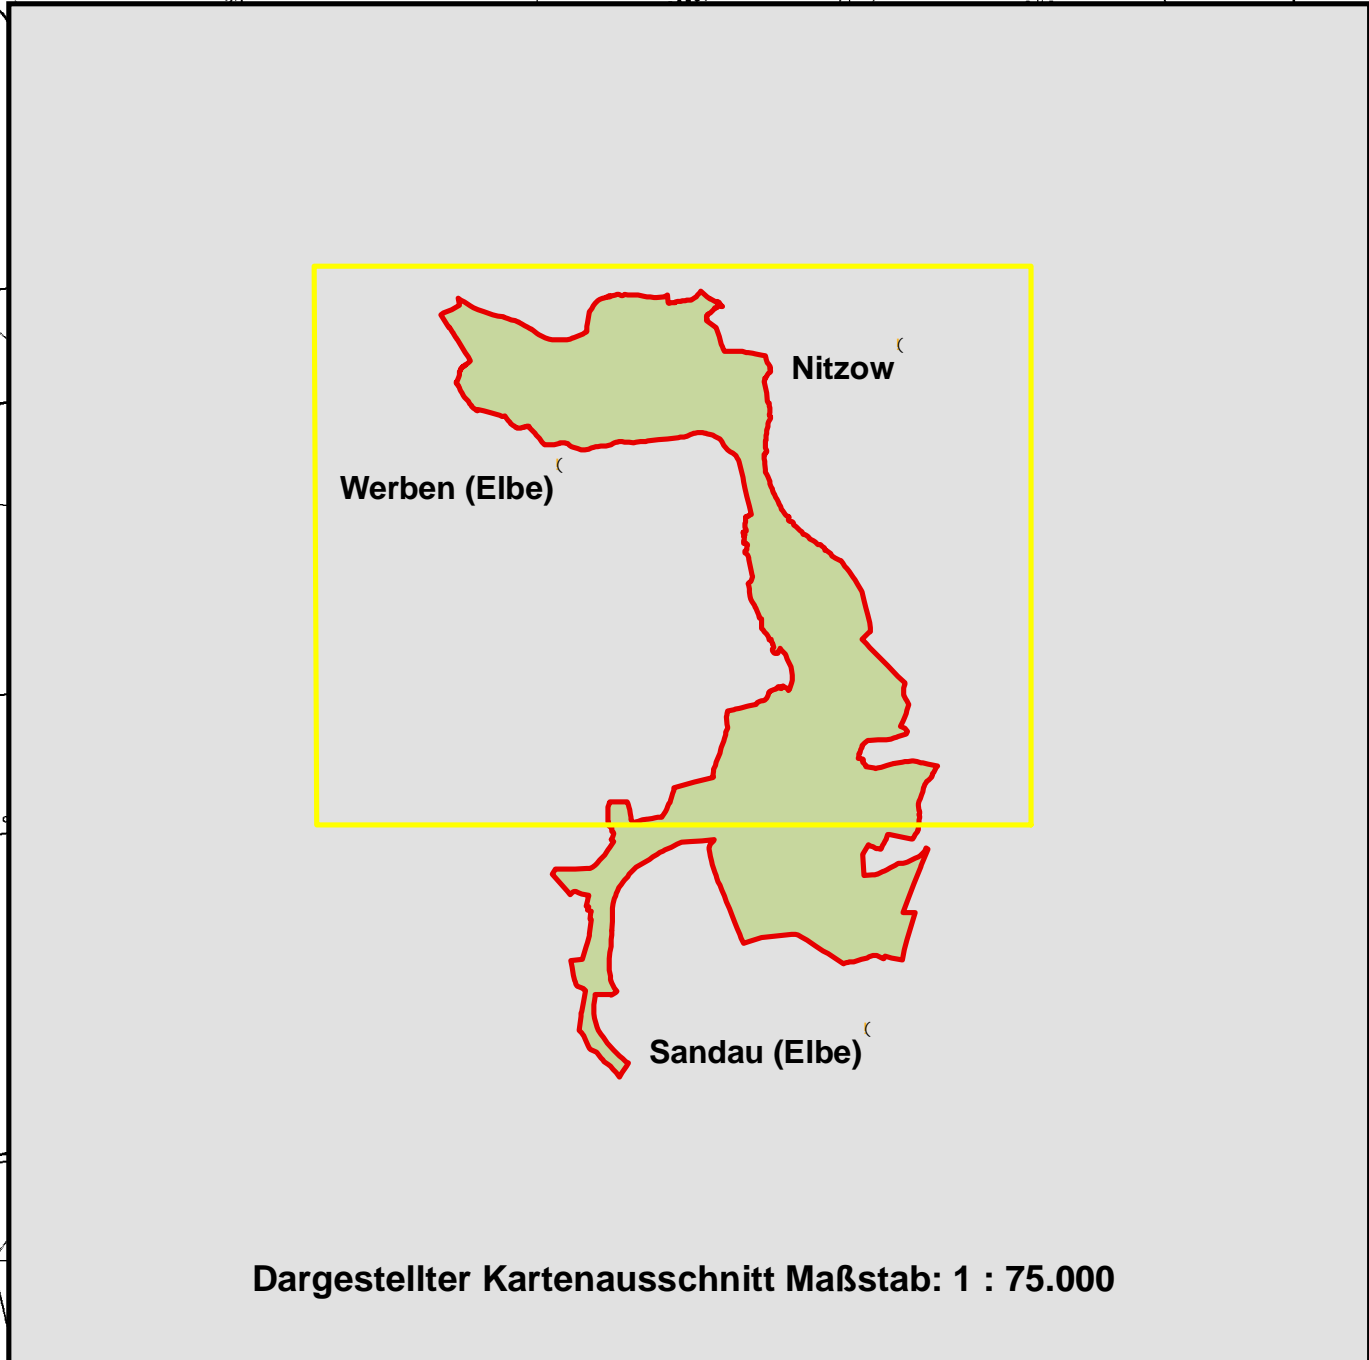 Nitzow
Werben (Elbe)
Sandau (Elbe)
Dargestellter Kartenausschnitt Maßstab: 1 : 75.000